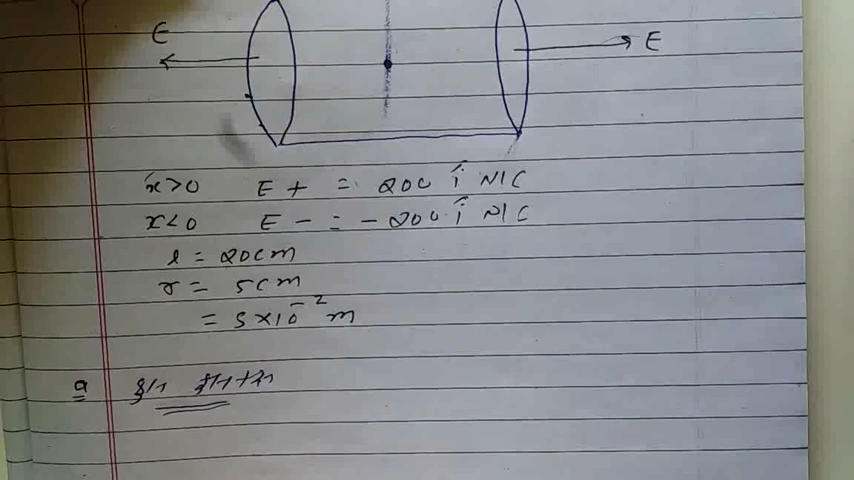 E E
x>0 E+ = 200 î N/C
x<0 E- = -200 î N/C
l = 20cm
r = 5cm
= 5×10⁻² m
a